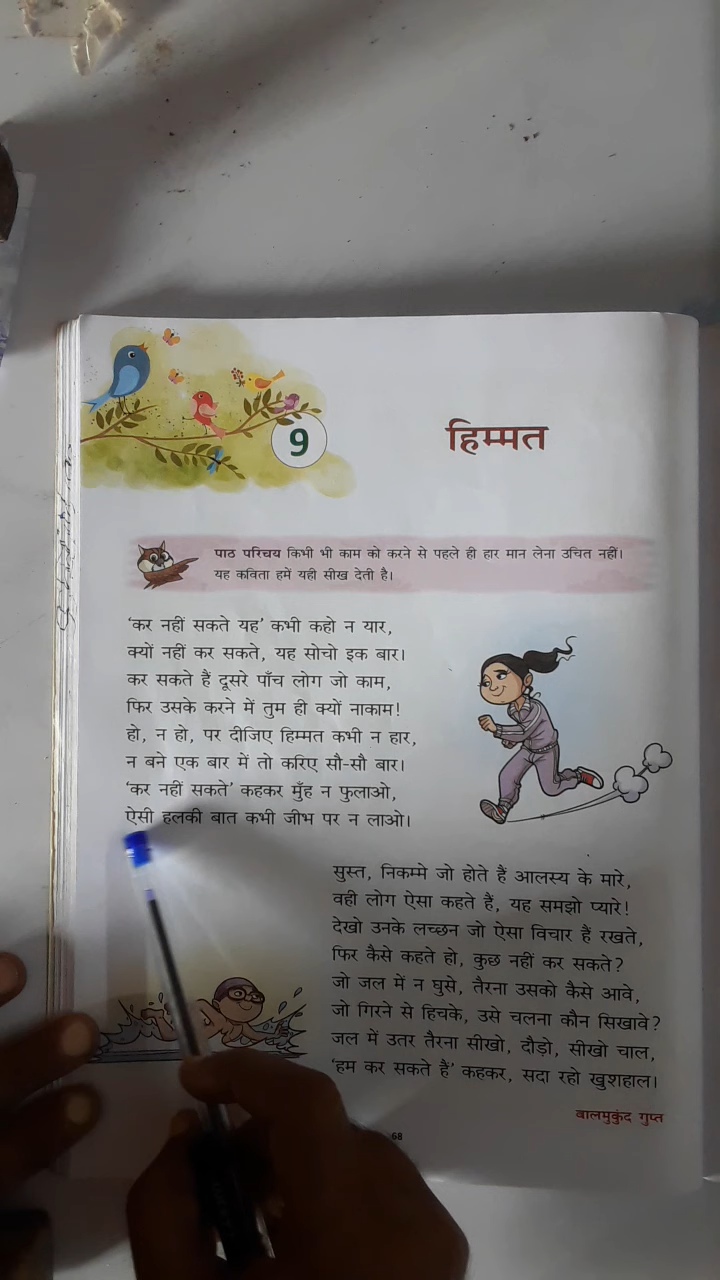 9
हिम्मत
पाठ परिचय किभी भी काम को करने से पहले ही हार मान लेना उचित नहीं।
यह कविता हमें यही सीख देती है।
‘कर नहीं सकते यह’ कभी कहो न यार,
क्यों नहीं कर सकते, यह सोचो इक बार।
कर सकते हैं दूसरे पाँच लोग जो काम,
फिर उसके करने में तुम ही क्यों नाकाम!
हो, न हो, पर दीजिए हिम्मत कभी न हार,
न बने एक बार में तो करिए सौ-सौ बार।
‘कर नहीं सकते’ कहकर मुँह न फुलाओ,
ऐसी हलकी बात कभी जीभ पर न लाओ।
सुस्त, निकम्मे जो होते हैं आलस्य के मारे,
वही लोग ऐसा कहते हैं, यह समझो प्यारे!
देखो उनके लच्छन जो ऐसा विचार हैं रखते,
फिर कैसे कहते हो, कुछ नहीं कर सकते?
जो जल में न घुसे, तैरना उसको कैसे आवे,
जो गिरने से हिचके, उसे चलना कौन सिखावे?
जल में उतर तैरना सीखो, दौड़ो, सीखो चाल,
‘हम कर सकते हैं’ कहकर, सदा रहो खुशहाल।
बालमुकुंद गुप्त
68